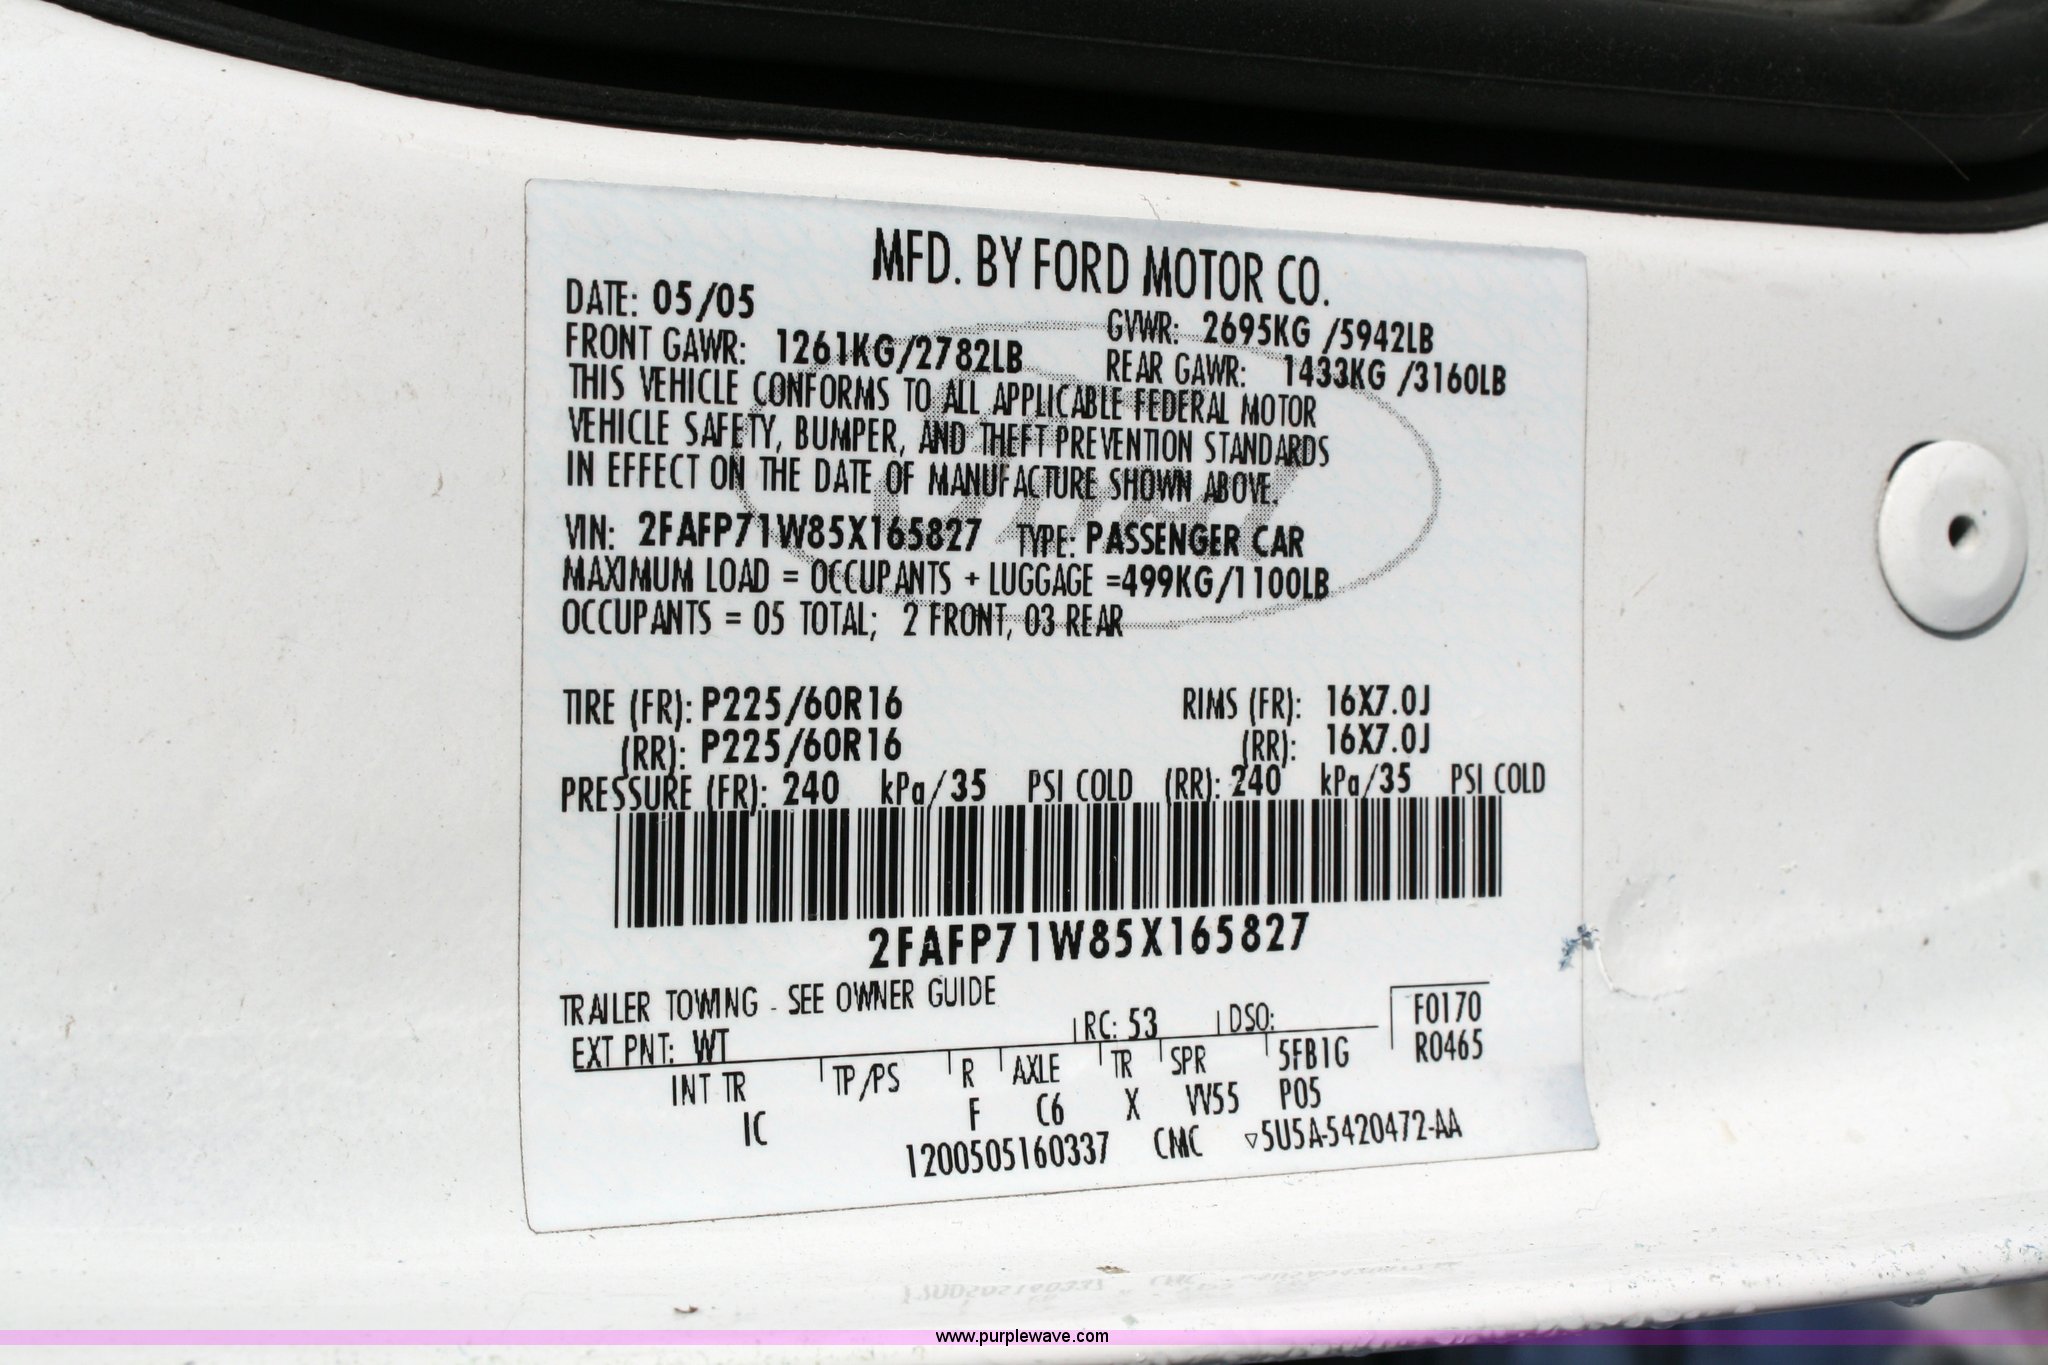 MFD. BY FORD MOTOR CO.
DATE: 05/05 GVWR: 2695KG /5942LB
FRONT GAWR: 1261KG/2782LB REAR GAWR: 1433KG /3160LB
THIS VEHICLE CONFORMS TO ALL APPLICABLE FEDERAL MOTOR
VEHICLE SAFETY, BUMPER, AND THEFT PREVENTION STANDARDS
IN EFFECT ON THE DATE OF MANUFACTURE SHOWN ABOVE.
VIN: 2FAFP71W85X165827 TYPE: PASSENGER CAR
MAXIMUM LOAD = OCCUPANTS + LUGGAGE =499KG/1100LB
OCCUPANTS = 05 TOTAL; 2 FRONT, 03 REAR
TIRE (FR): P225/60R16 RIMS (FR): 16X7.0J
(RR): P225/60R16 (RR): 16X7.0J
PRESSURE (FR): 240 kPa/35 PSI COLD (RR): 240 kPa/35 PSI COLD
2FAFP71W85X165827
TRAILER TOWING - SEE OWNER GUIDE F0170
EXT PNT: WT RC: 53 DSO: R0465
INT TR TP/PS R AXLE TR SPR 5FB1G
IC F C6 X VV55 P05
1200505160337 CMC ▽5U5A-5420472-AA
www.purplewave.com